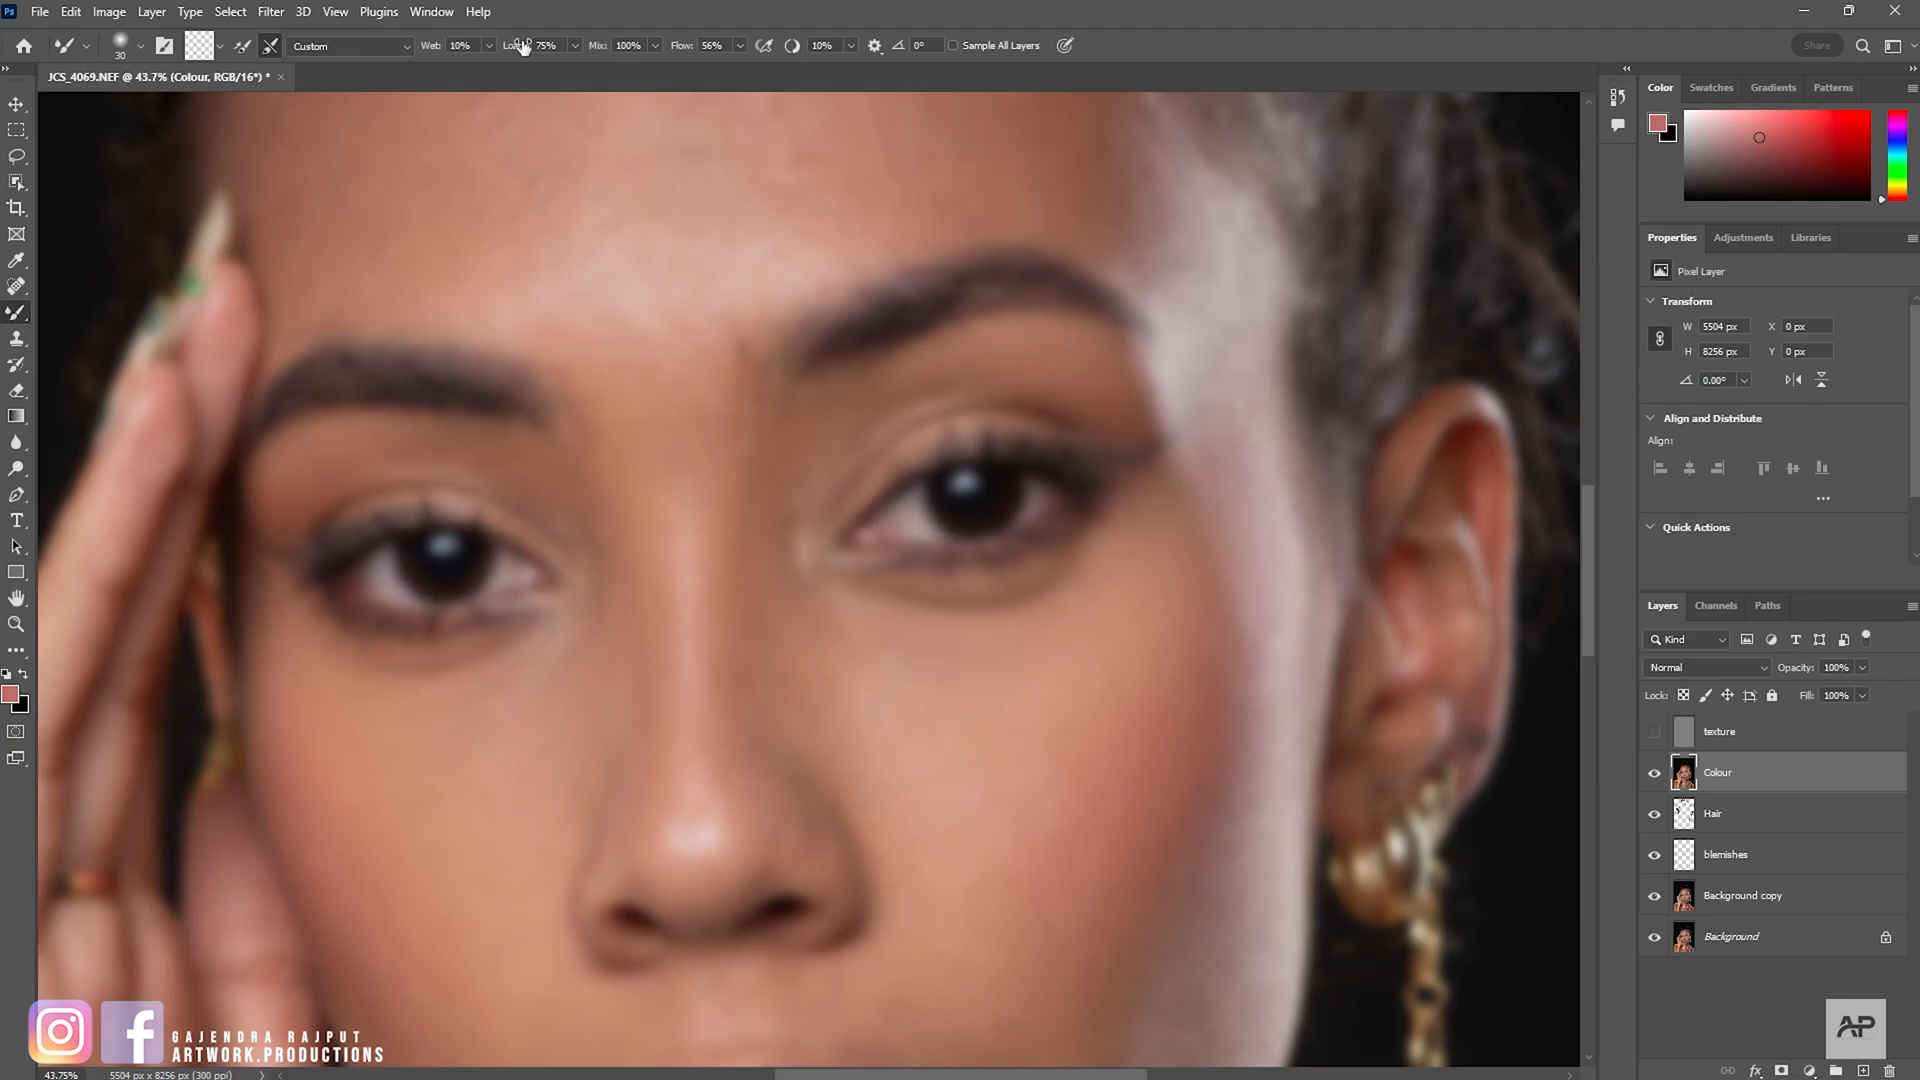 Ps File Edit Image Layer Type Select Filter 3D View Plugins Window Help
30 Custom Wet: 10% 75% Mix: 100% Flow: 56% 10% 0° Sample All Layers Share
JCS_4069.NEF @ 43.7% (Colour, RGB/16*) *
Color Swatches Gradients Patterns
Properties Adjustments Libraries
Pixel Layer
Transform
W 5504 px X 0 px
H 8256 px Y 0 px
0.00°
Align and Distribute
Align:
Quick Actions
Layers Channels Paths
Kind
Normal Opacity: 100%
Lock: Fill: 100%
texture
Colour
Hair
blemishes
Background copy
Background
GAJENDRA RAJPUT
ARTWORK.PRODUCTIONS
AP
43.75% 5504 px x 8256 px (300 ppi)